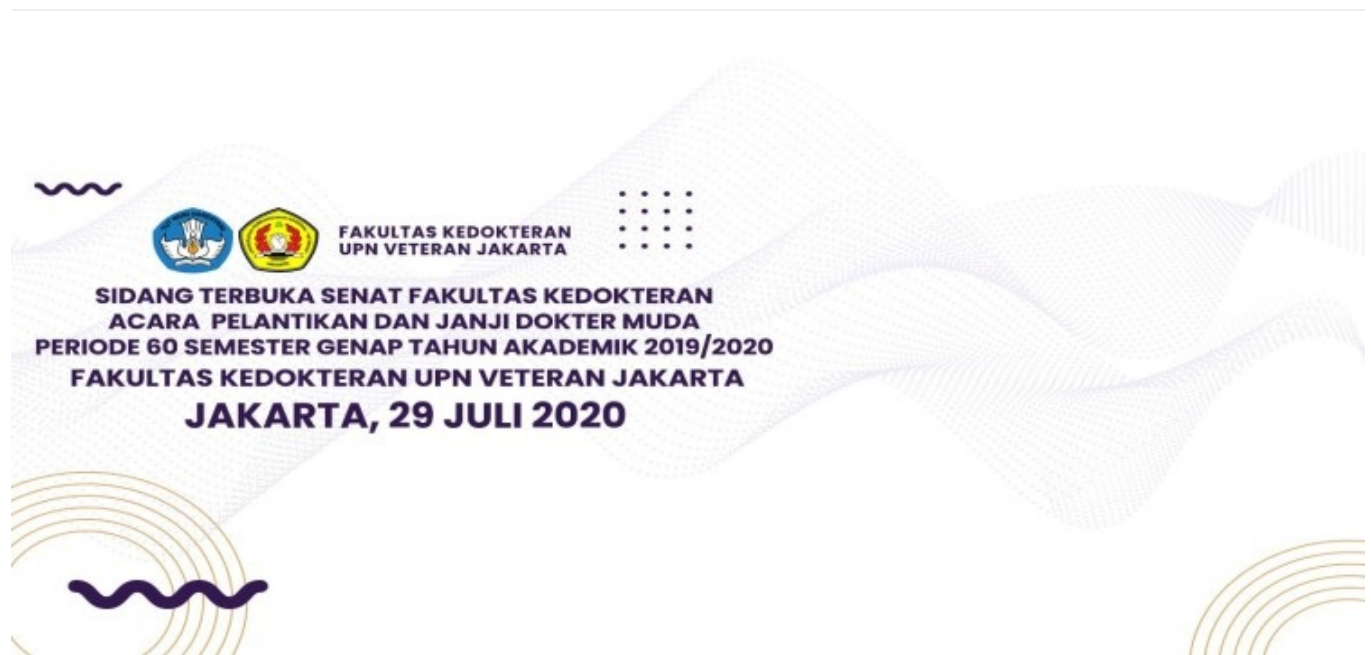 FAKULTAS KEDOKTERAN
UPN VETERAN JAKARTA
SIDANG TERBUKA SENAT FAKULTAS KEDOKTERAN
ACARA PELANTIKAN DAN JANJI DOKTER MUDA
PERIODE 60 SEMESTER GENAP TAHUN AKADEMIK 2019/2020
FAKULTAS KEDOKTERAN UPN VETERAN JAKARTA
JAKARTA, 29 JULI 2020